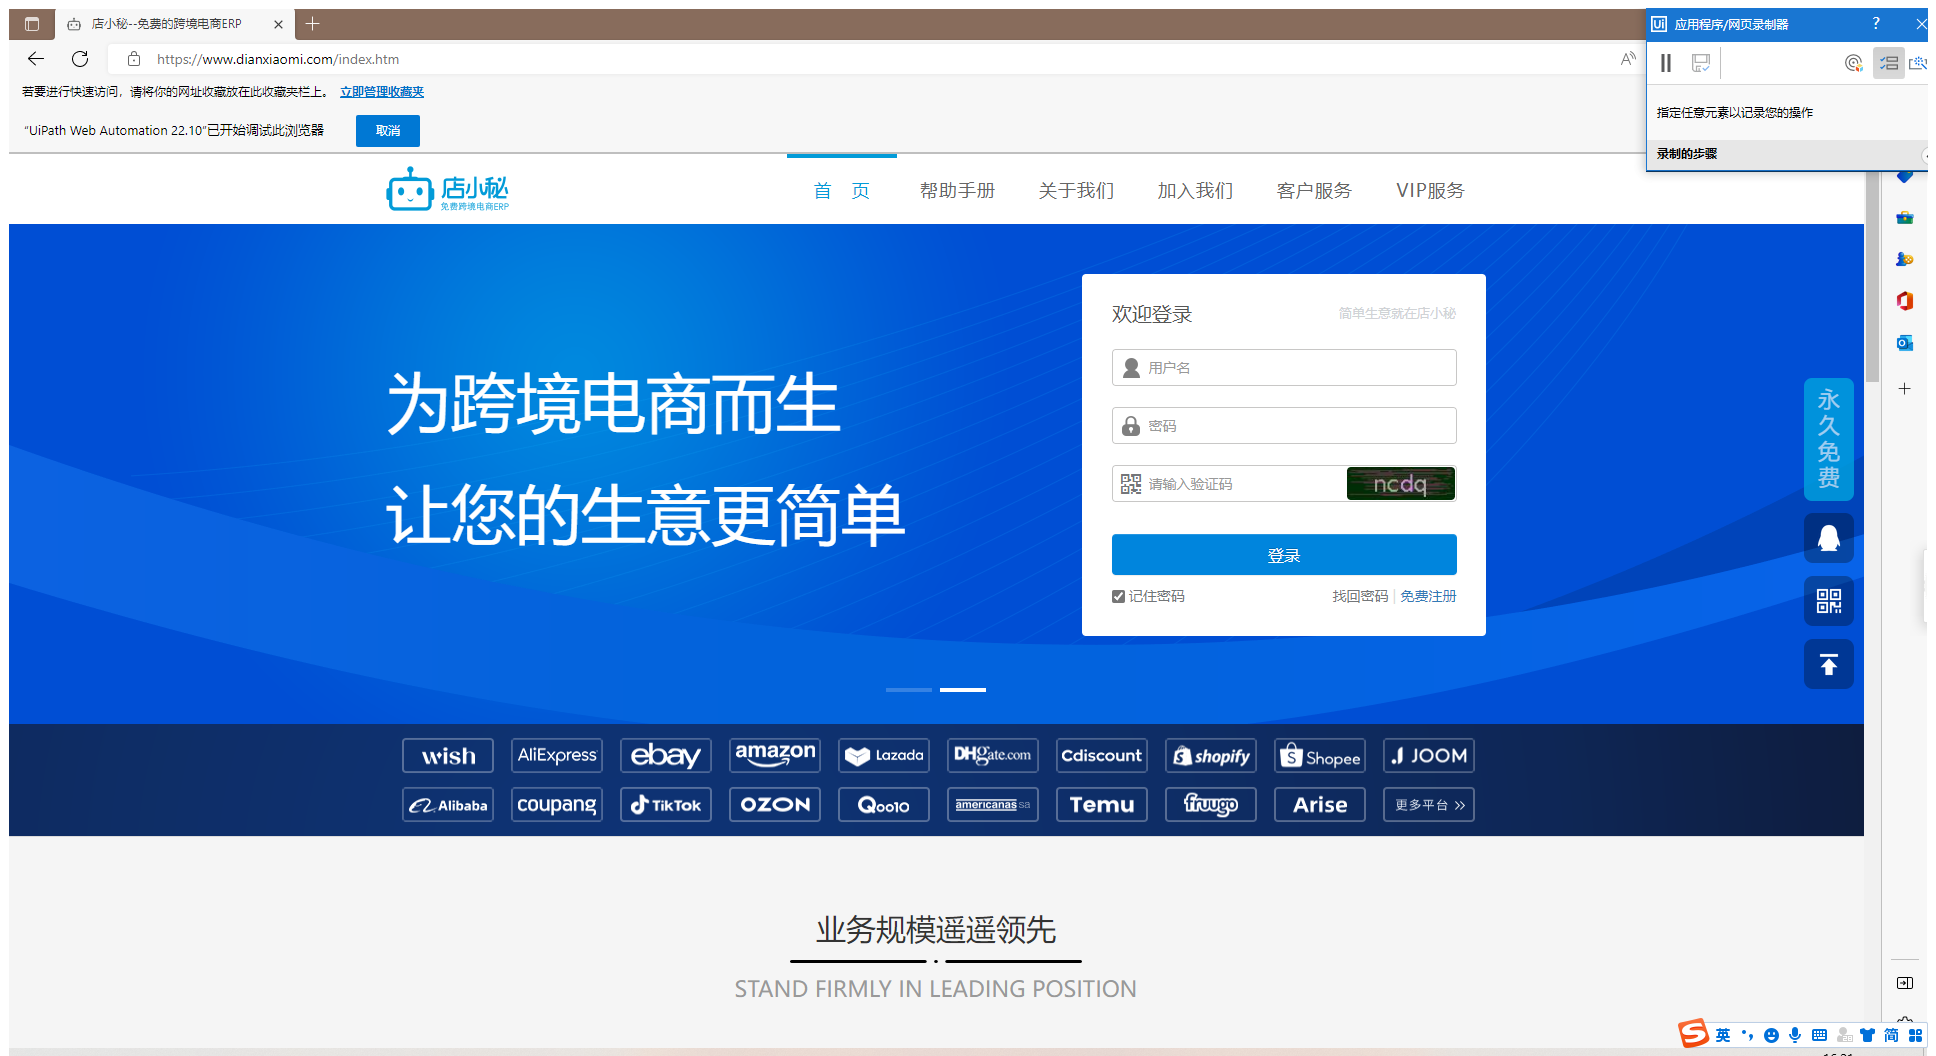 店小秘--免费的跨境电商ERP
应用程序/网页录制器
https://www.dianxiaomi.com/index.htm
若要进行快速访问，请将你的网址收藏放在此收藏夹栏上。 立即管理收藏夹
指定任意元素以记录您的操作
"UiPath Web Automation 22.10"已开始调试此浏览器 取消
录制的步骤
店小秘
免费跨境电商ERP
首 页 帮助手册 关于我们 加入我们 客户服务 VIP服务
欢迎登录 简单生意就在店小秘
用户名
为跨境电商而生
密码
永久免费
请输入验证码 ncdq
让您的生意更简单
登录
记住密码 找回密码 | 免费注册
wish AliExpress ebay amazon Lazada DHgate.com Cdiscount shopify Shopee JOOM
Alibaba coupang TikTok OZON Qoo10 americanas sa Temu fruugo Arise 更多平台 >>
业务规模遥遥领先
STAND FIRMLY IN LEADING POSITION
英 简